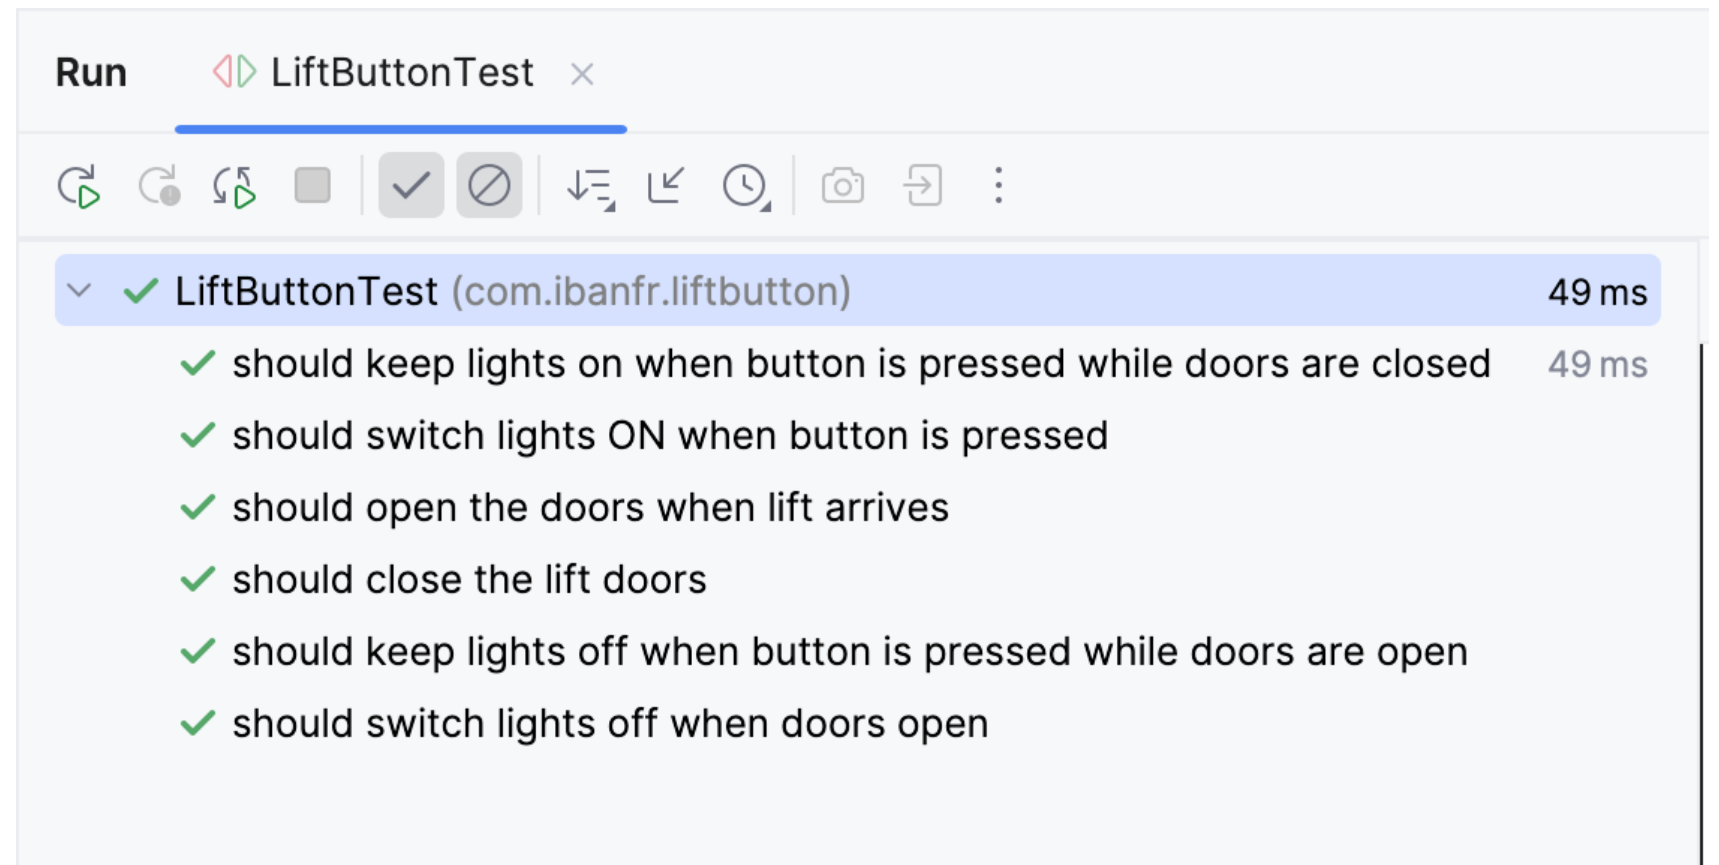 Run LiftButtonTest
LiftButtonTest (com.ibanfr.liftbutton) 49 ms
should keep lights on when button is pressed while doors are closed 49 ms
should switch lights ON when button is pressed
should open the doors when lift arrives
should close the lift doors
should keep lights off when button is pressed while doors are open
should switch lights off when doors open